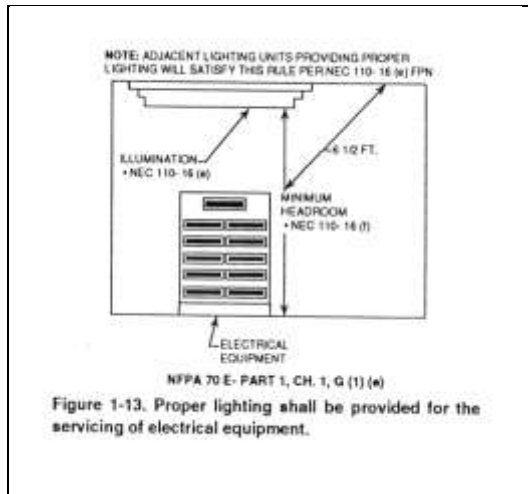 NOTE: ADJACENT LIGHTING UNITS PROVIDING PROPER
LIGHTING WILL SATISFY THIS RULE PER NEC 110- 16 (e) FPN
ILLUMINATION
• NEC 110- 16 (e)
6 1/2 FT.
MINIMUM
HEADROOM
• NEC 110- 16 (f)
ELECTRICAL
EQUIPMENT
NFPA 70 E- PART 1, CH. 1, G (1) (e)
Figure 1-13. Proper lighting shall be provided for the
servicing of electrical equipment.